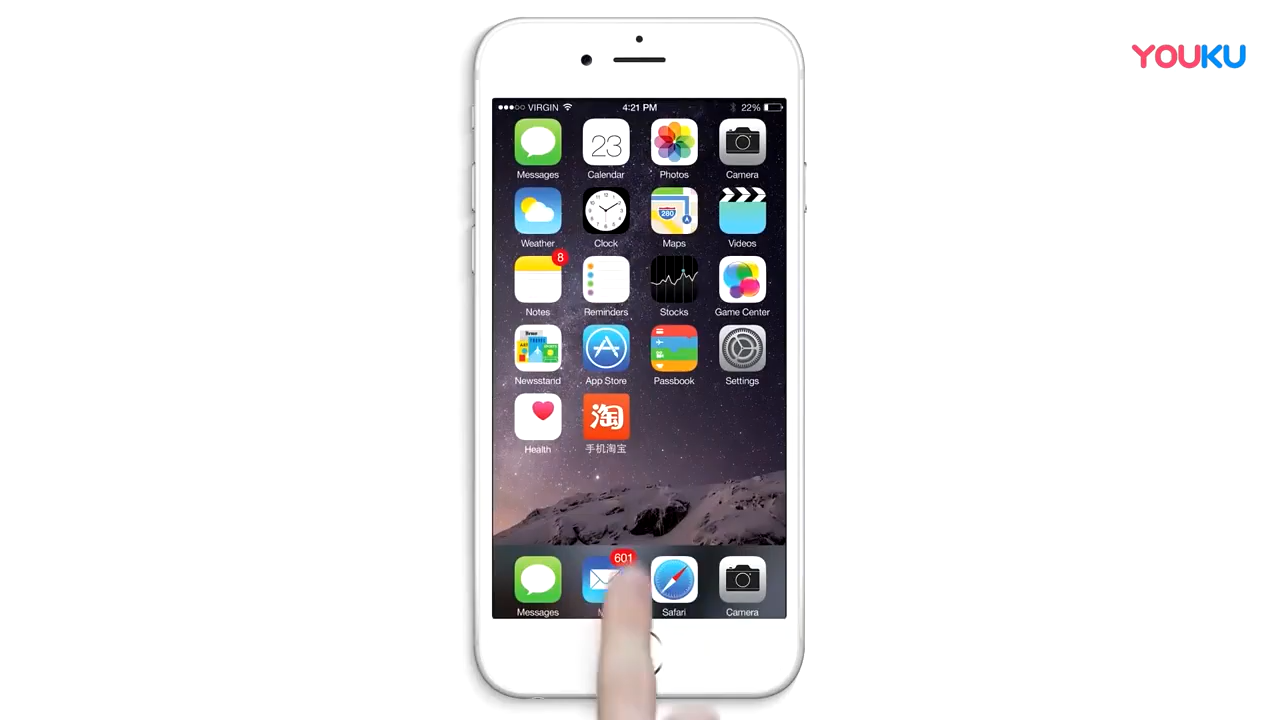 YOUKU
●●●○○ VIRGIN 4:21 PM 22%
23
Messages Calendar Photos Camera
280
Weather Clock Maps Videos
8
Notes Reminders Stocks Game Center
Newsstand App Store Passbook Settings
淘
Health 手机淘宝
601
Messages Safari Camera